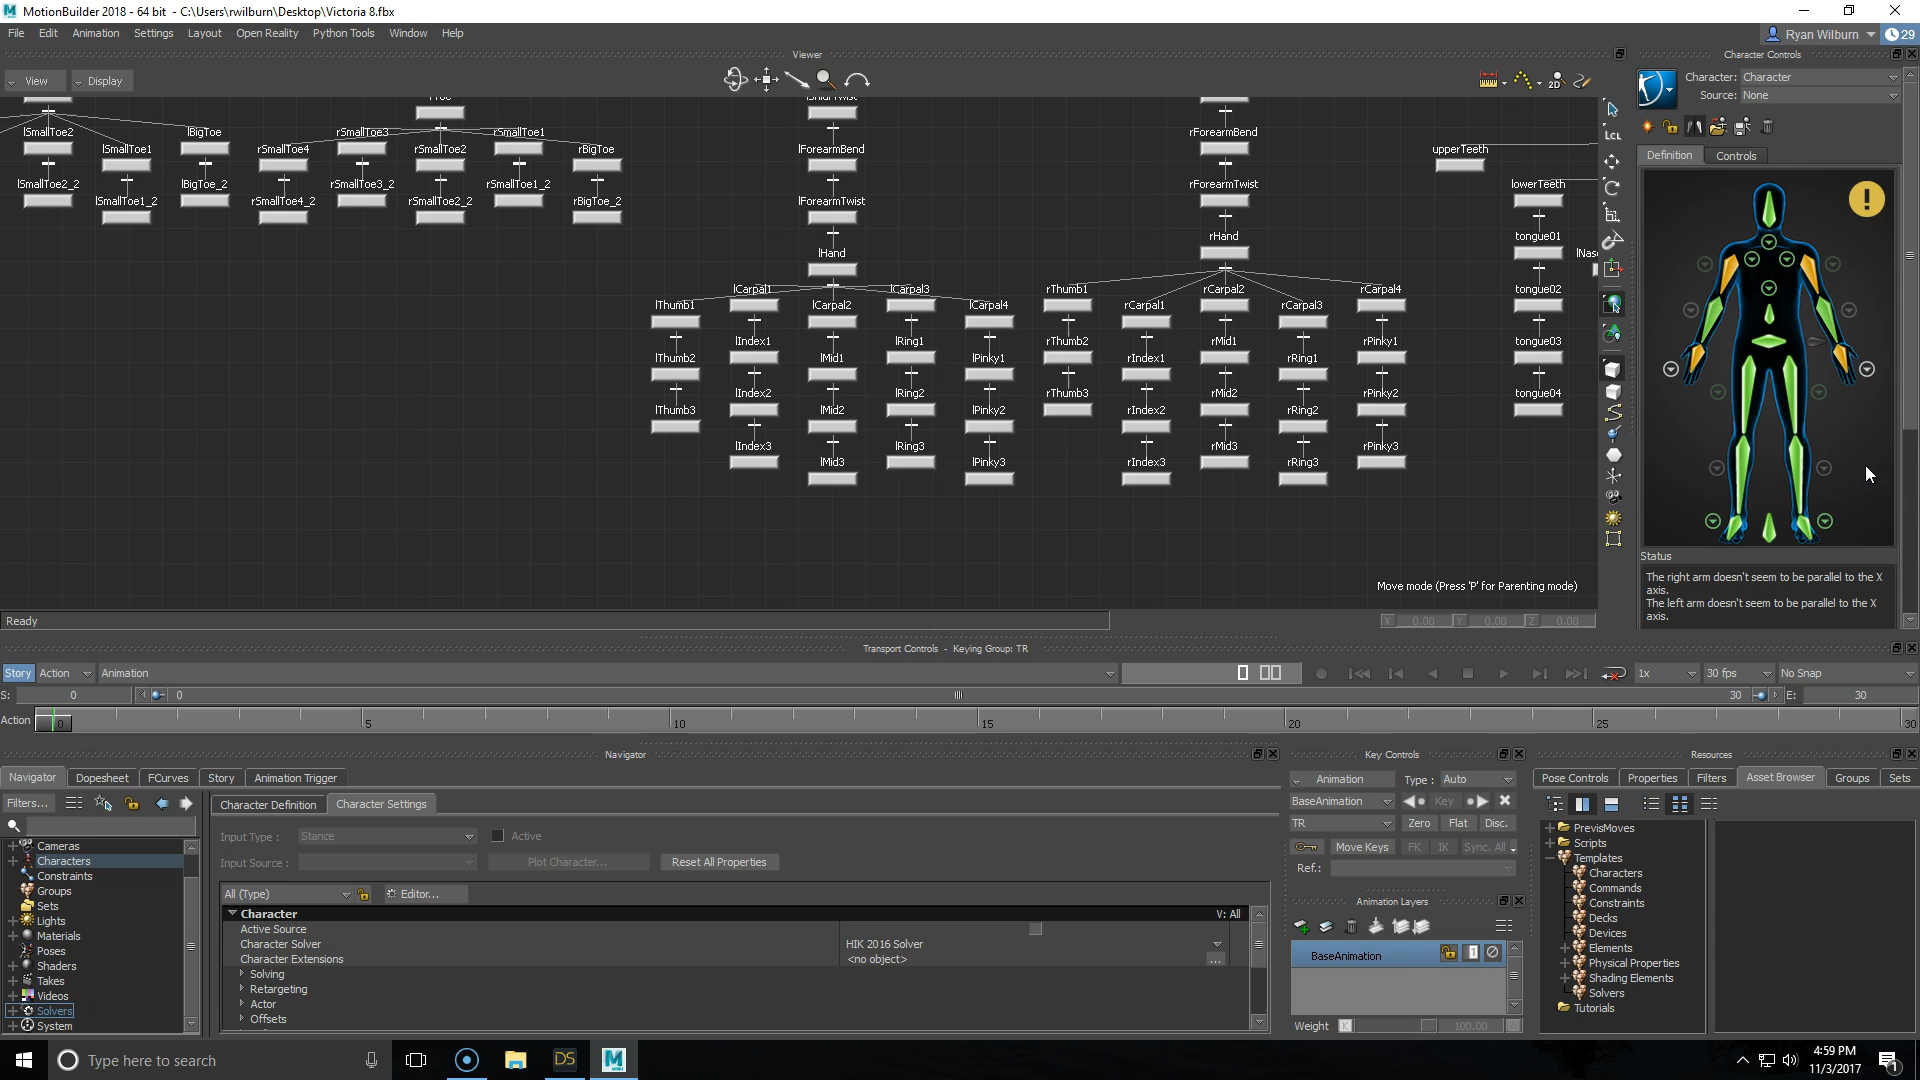 MotionBuilder 2018 - 64 bit - C:\Users\rwilburn\Desktop\Victoria 8.fbx
File Edit Animation Settings Layout Open Reality Python Tools Window Help
Ryan Wilburn 29
Viewer
View Display
2D
lSmallToe2 lBigToe rSmallToe3 rSmallToe1
lSmallToe1 rSmallToe4 rSmallToe2 rBigToe
lSmallToe2_2 lBigToe_2 rSmallToe3_2 rSmallToe1_2
lSmallToe1_2 rSmallToe4_2 rSmallToe2_2 rBigToe_2
lForearmBend
lForearmTwist
lHand
rForearmBend
rForearmTwist
rHand
lThumb1 lCarpal1 lCarpal2 lCarpal3 lCarpal4
lThumb2 lIndex1 lMid1 lRing1 lPinky1
lThumb3 lIndex2 lMid2 lRing2 lPinky2
lIndex3 lMid3 lRing3 lPinky3
rThumb1 rCarpal1 rCarpal2 rCarpal3 rCarpal4
rThumb2 rIndex1 rMid1 rRing1 rPinky1
rThumb3 rIndex2 rMid2 rRing2 rPinky2
rIndex3 rMid3 rRing3 rPinky3
upperTeeth
lowerTeeth
tongue01
tongue02
tongue03
tongue04
Move mode (Press 'P' for Parenting mode)
Ready
X 0.00 Y 0.00 Z 0.00
LCL
Character Controls
Character: Character
Source: None
Definition Controls
!
Status
The right arm doesn't seem to be parallel to the X
axis.
The left arm doesn't seem to be parallel to the X
axis.
Transport Controls - Keying Group: TR
Story Action Animation 1x 30 fps No Snap
S: 0 0 30 E: 30
Action 0 5 10 15 20 25 30
Navigator
Navigator Dopesheet FCurves Story Animation Trigger
Filters...
Cameras
Characters
Constraints
Groups
Sets
Lights
Materials
Poses
Shaders
Takes
Videos
Solvers
System
Character Definition Character Settings
Input Type : Stance Active
Input Source : Plot Character... Reset All Properties
All (Type) Editor...
Character V: All
Active Source
Character Solver HIK 2016 Solver
Character Extensions <no object> ...
Solving
Retargeting
Actor
Offsets
Key Controls
Animation Type : Auto
BaseAnimation Key
TR Zero Flat Disc.
Move Keys FK IK Sync. All
Ref.:
Animation Layers
BaseAnimation 1
Weight K 100.00 A
Resources
Pose Controls Properties Filters Asset Browser Groups Sets
PrevisMoves
Scripts
Templates
Characters
Commands
Constraints
Decks
Devices
Elements
Physical Properties
Shading Elements
Solvers
Tutorials
Type here to search
DS
4:59 PM
11/3/2017
1